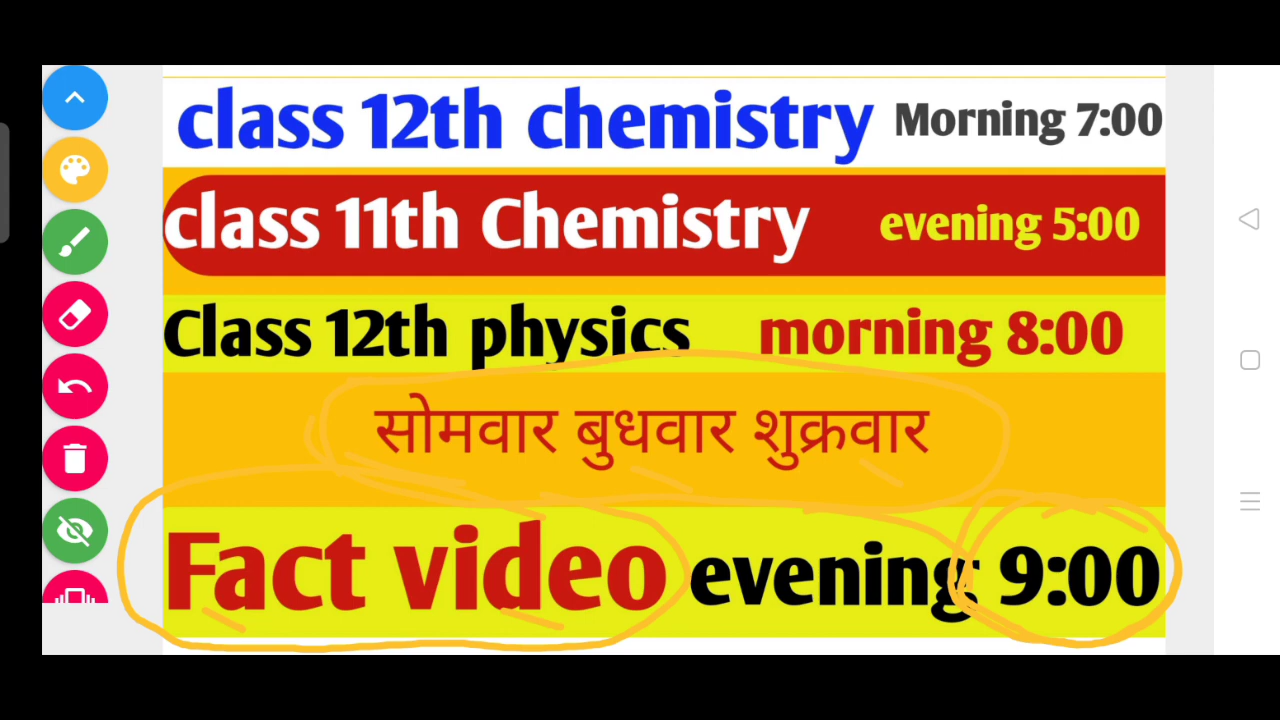 class 12th chemistry Morning 7:00
class 11th Chemistry evening 5:00
Class 12th physics morning 8:00
सोमवार बुधवार शुक्रवार
Fact video evening 9:00